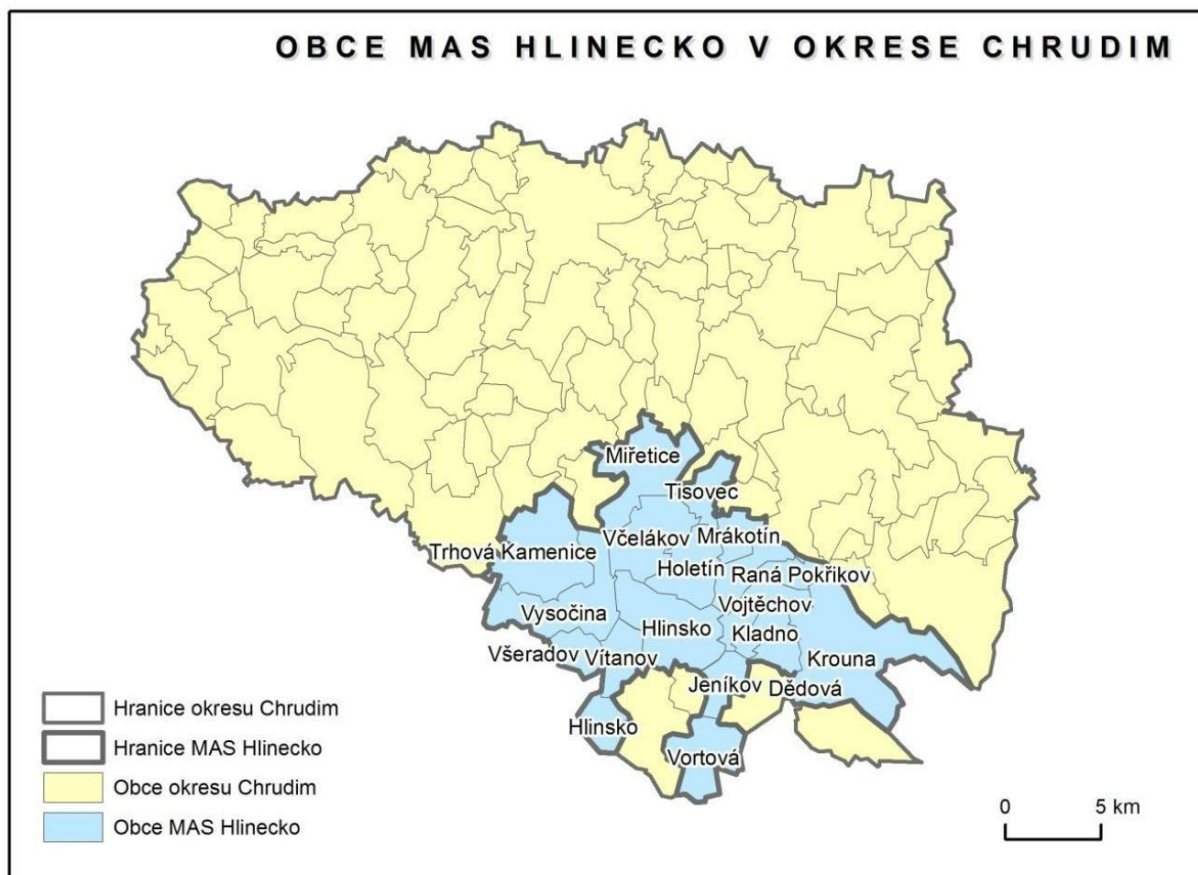 OBCE MAS HLINECKO V OKRESE CHRUDIM
Miřetice
Tisovec
Včelákov
Mrákotín
Trhová Kamenice
Holetín
Raná
Pokřikov
Vojtěchov
Vysočina
Hlinsko
Kladno
Všeradov
Vítanov
Krouna
Jeníkov
Dědová
Hlinsko
Vortová
Hranice okresu Chrudim
Hranice MAS Hlinecko
Obce okresu Chrudim
Obce MAS Hlinecko
0 5 km